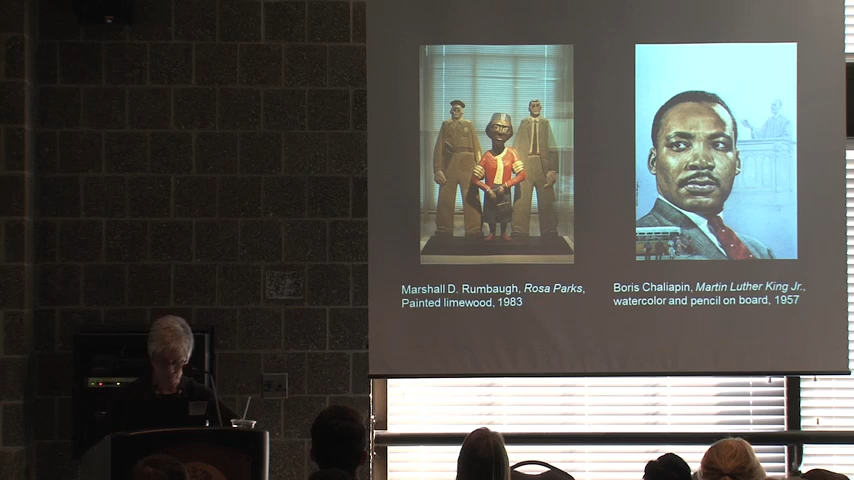 Marshall D. Rumbaugh, Rosa Parks,
Painted limewood, 1983
Boris Chaliapin, Martin Luther King Jr.,
watercolor and pencil on board, 1957